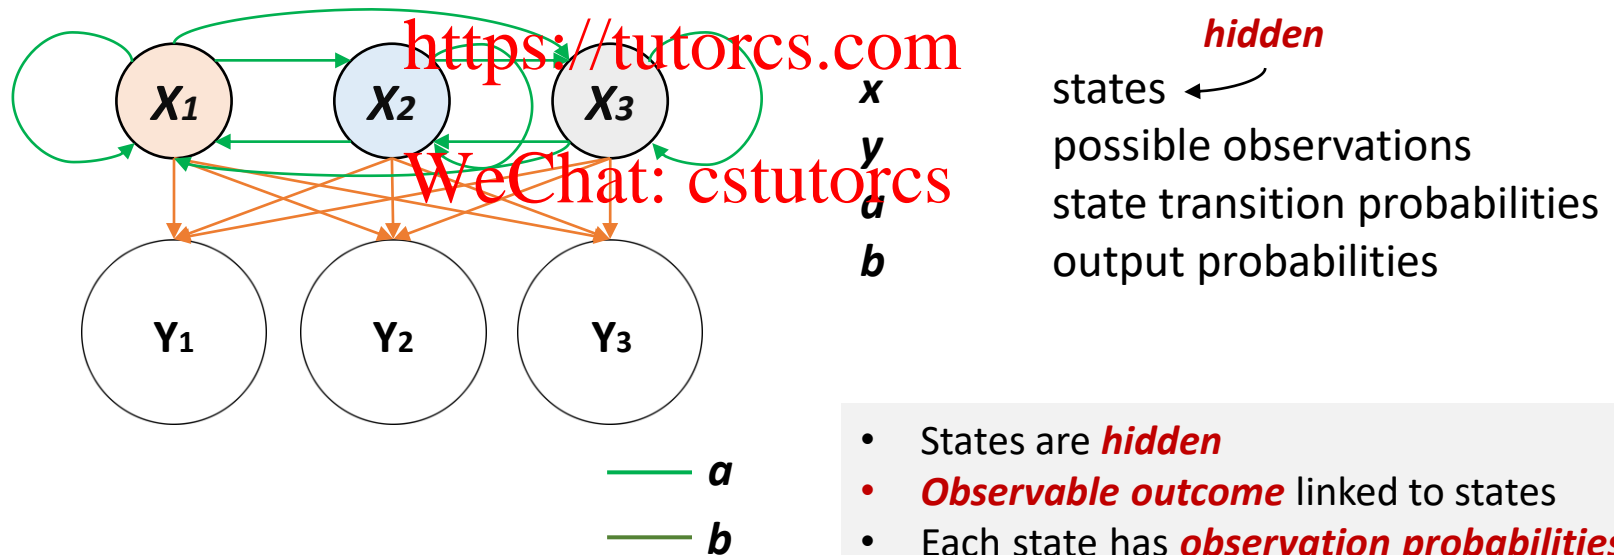 https://tutorcs.com
hidden
X1
X2
X3
x states
y possible observations
WeChat: cstutorcs
a state transition probabilities
b output probabilities
Y1
Y2
Y3
a
b
• States are hidden
• Observable outcome linked to states
• Each state has observation probabilities